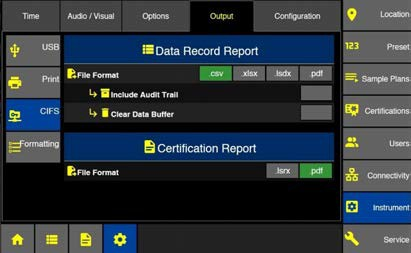 Time Audio / Visual Options Output Configuration
USB
Print
CIFS
Formatting
Data Record Report
File Format .csv .xlsx .lsdx .pdf
Include Audit Trail
Clear Data Buffer
Certification Report
File Format .lsrx .pdf
Location
123 Preset
Sample Plans
Certifications
Users
Connectivity
Instrument
Service